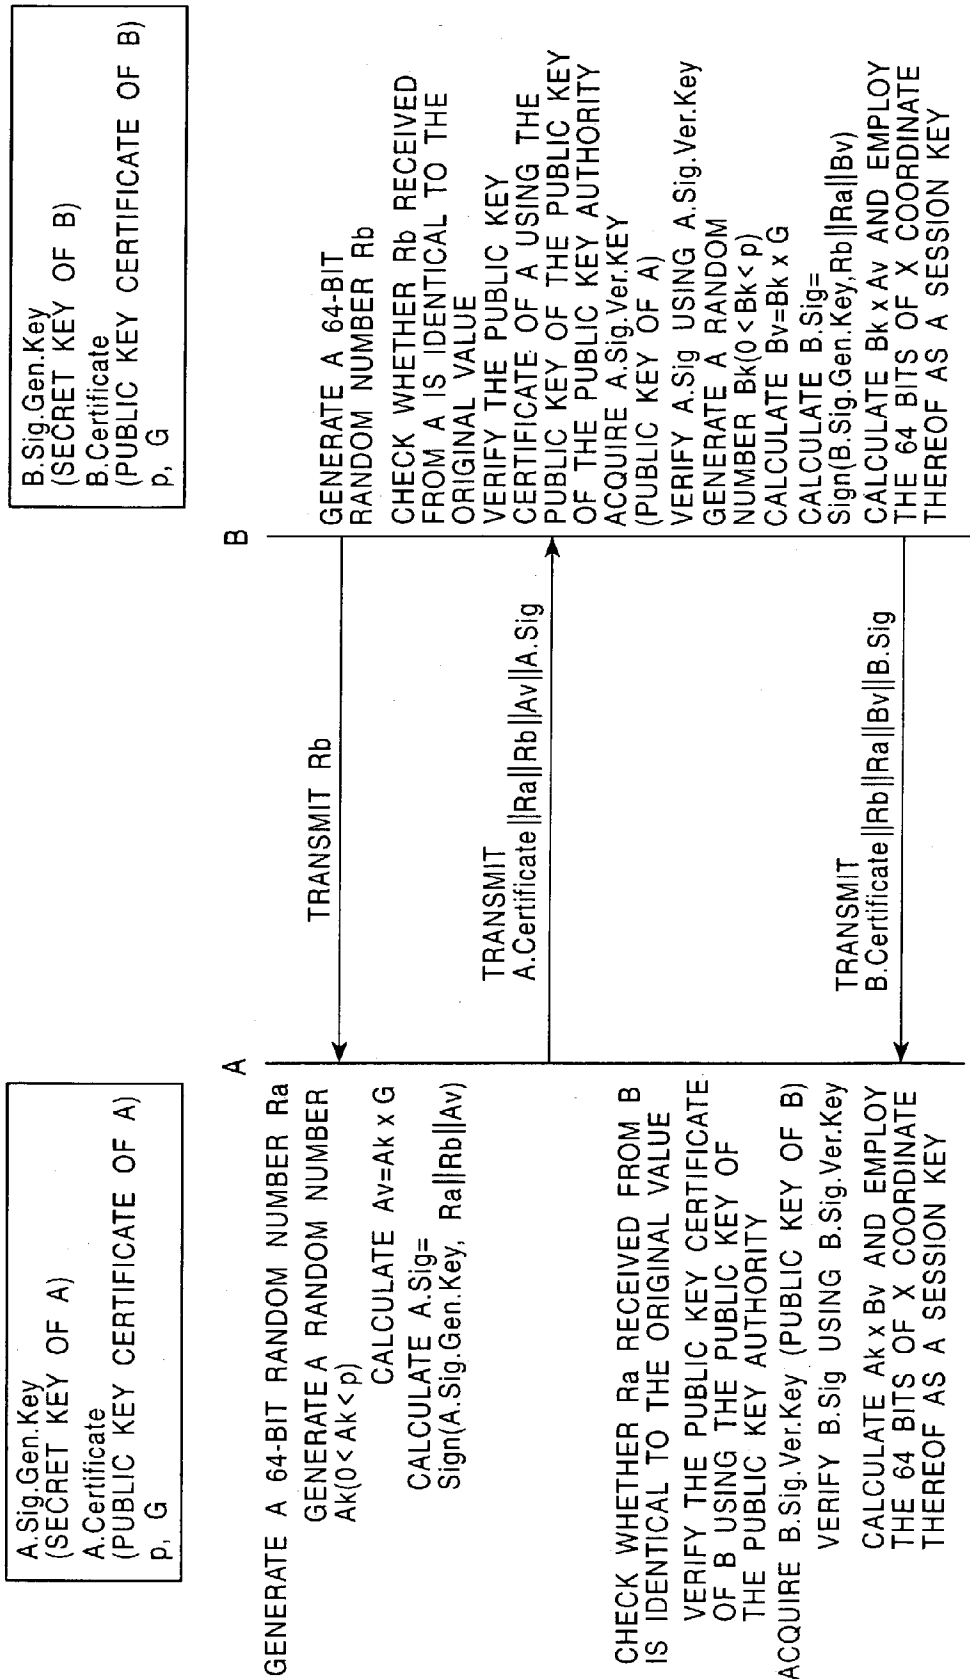 A.Sig.Gen.Key
(SECRET KEY OF A)
A.Certificate
(PUBLIC KEY CERTIFICATE OF A)
p, G
B.Sig.Gen.Key
(SECRET KEY OF B)
B.Certificate
(PUBLIC KEY CERTIFICATE OF B)
p, G
A
B
GENERATE A 64-BIT
RANDOM NUMBER Rb
TRANSMIT Rb
GENERATE A 64-BIT RANDOM NUMBER Ra
GENERATE A RANDOM NUMBER
Ak(0<Ak<p)
CALCULATE Av=Ak x G
CALCULATE A.Sig=
Sign(A.Sig.Gen.Key, Ra||Rb||Av)
TRANSMIT
A.Certificate||Ra||Rb||Av||A.Sig
CHECK WHETHER Rb RECEIVED
FROM A IS IDENTICAL TO THE
ORIGINAL VALUE
VERIFY THE PUBLIC KEY
CERTIFICATE OF A USING THE
PUBLIC KEY OF THE PUBLIC KEY
OF THE PUBLIC KEY AUTHORITY
ACQUIRE A.Sig.Ver.KEY
(PUBLIC KEY OF A)
VERIFY A.Sig USING A.Sig.Ver.Key
GENERATE A RANDOM
NUMBER Bk(0<Bk<p)
CALCULATE Bv=Bk x G
CALCULATE B.Sig=
Sign(B.Sig.Gen.Key,Rb||Ra||Bv)
CALCULATE Bk x Av AND EMPLOY
THE 64 BITS OF X COORDINATE
THEREOF AS A SESSION KEY
TRANSMIT
B.Certificate||Rb||Ra||Bv||B.Sig
CHECK WHETHER Ra RECEIVED FROM B
IS IDENTICAL TO THE ORIGINAL VALUE
VERIFY THE PUBLIC KEY CERTIFICATE
OF B USING THE PUBLIC KEY OF
THE PUBLIC KEY AUTHORITY
ACQUIRE B.Sig.Ver.Key (PUBLIC KEY OF B)
VERIFY B.Sig USING B.Sig.Ver.Key
CALCULATE Ak x Bv AND EMPLOY
THE 64 BITS OF X COORDINATE
THEREOF AS A SESSION KEY